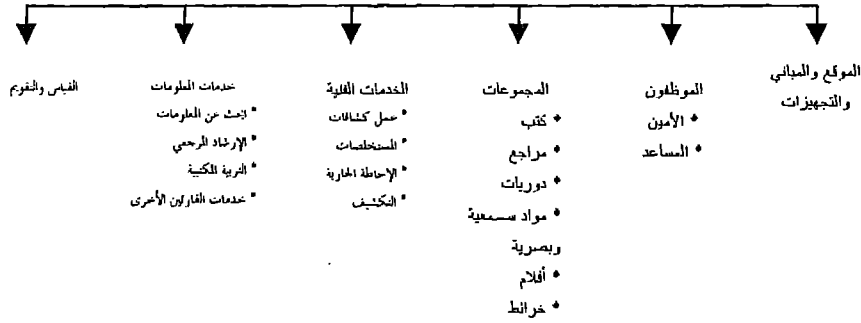 الموقع والمباني
والتجهيزات
الموظفون
* الأمين
* المساعد
المجموعات
* كتب
* مراجع
* دوريات
* مواد سمعية
وبصرية
* أفلام
* خرائط
الخدمات الفنية
* عمل كشافات
* المستخلصات
* الإحاطة الجارية
* التكشيف
خدمات المعلومات
* البحث عن المعلومات
* الإرشاد المرجعي
* التربية المكتبية
* خدمات القارئين الأخرى
القياس والتقويم